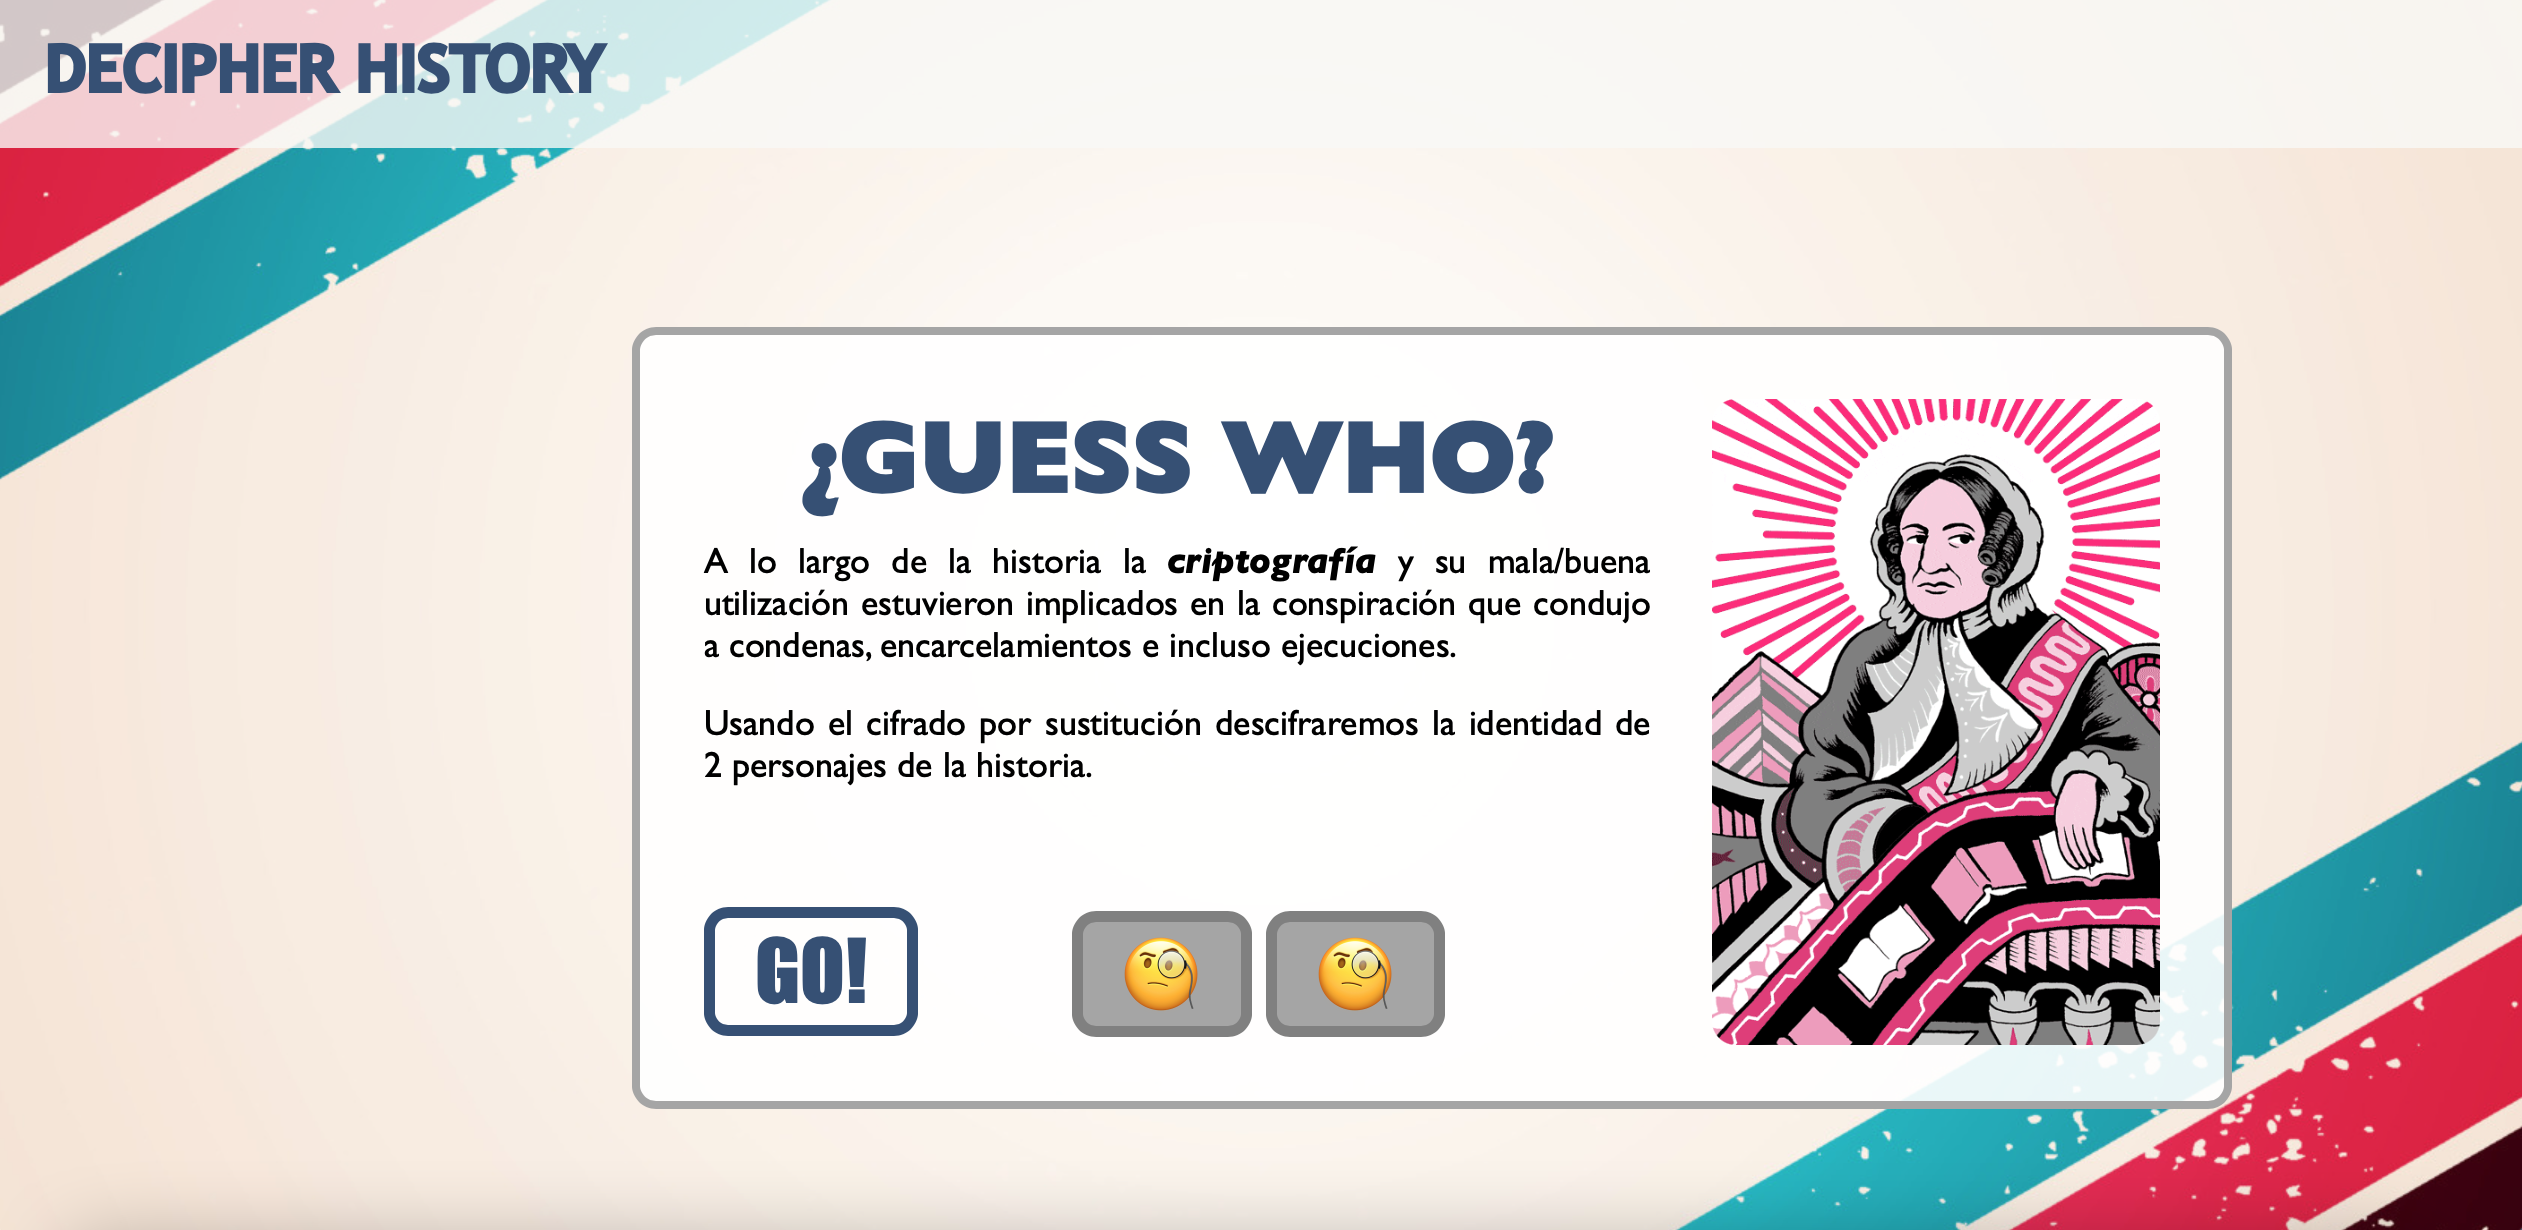 DECIPHER HISTORY
¿GUESS WHO?
A lo largo de la historia la criptografía y su mala/buena
utilización estuvieron implicados en la conspiración que condujo
a condenas, encarcelamientos e incluso ejecuciones.
Usando el cifrado por sustitución descifraremos la identidad de
2 personajes de la historia.
GO!